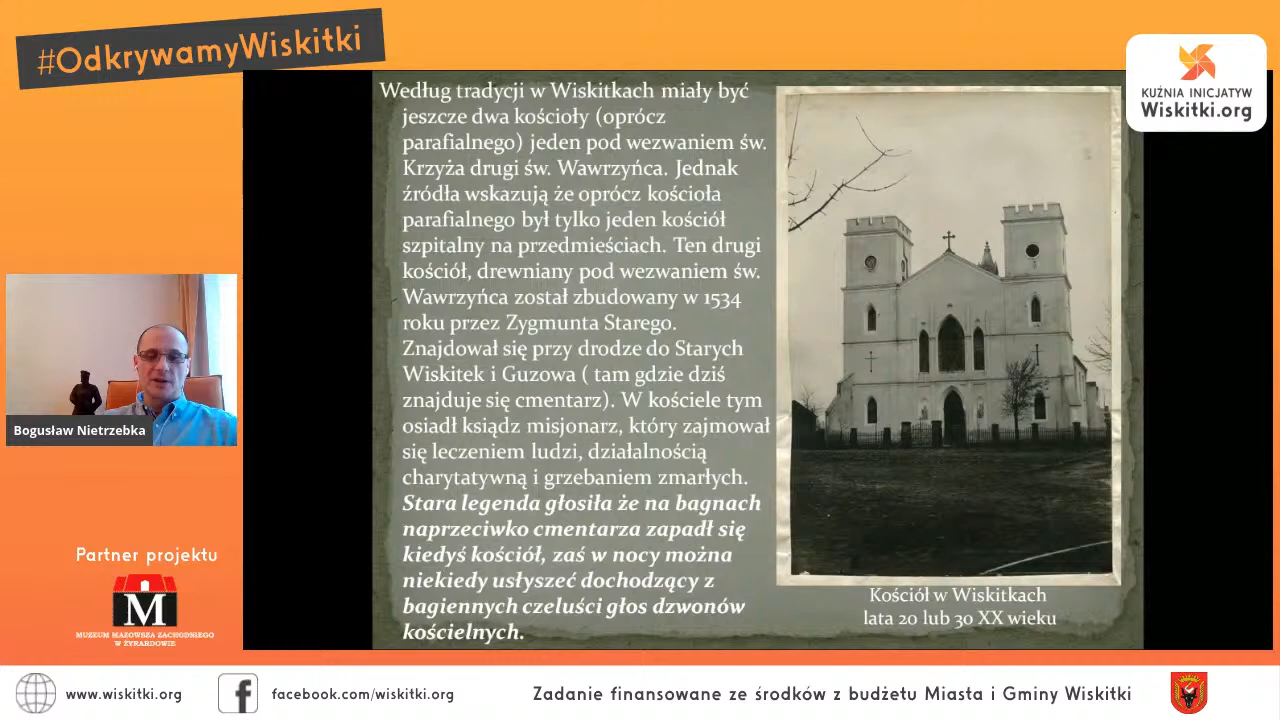 #OdkrywamyWiskitki
KUŹNIA INICJATYW
Wiskitki.org
Według tradycji w Wiskitkach miały być
jeszcze dwa kościoły (oprócz
parafialnego) jeden pod wezwaniem św.
Krzyża drugi św. Wawrzyńca. Jednak
źródła wskazują że oprócz kościoła
parafialnego był tylko jeden kościół
szpitalny na przedmieściach. Ten drugi
kościół, drewniany pod wezwaniem św.
Wawrzyńca został zbudowany w 1534
roku przez Zygmunta Starego.
Znajdował się przy drodze do Starych
Wiskitek i Guzowa ( tam gdzie dziś
znajduje się cmentarz). W kościele tym
osiadł ksiądz misjonarz, który zajmował
się leczeniem ludzi, działalnością
charytatywną i grzebaniem zmarłych.
Stara legenda głosiła że na bagnach
naprzeciwko cmentarza zapadł się
kiedyś kościół, zaś w nocy można
niekiedy usłyszeć dochodzący z
bagiennych czeluści głos dzwonów
kościelnych.
Kościół w Wiskitkach
lata 20 lub 30 XX wieku
Bogusław Nietrzebka
Partner projektu
M
MUZEUM MAZOWSZA ZACHODNIEGO
W ŻYRARDOWIE
www.wiskitki.org
facebook.com/wiskitki.org
Zadanie finansowane ze środków z budżetu Miasta i Gminy Wiskitki